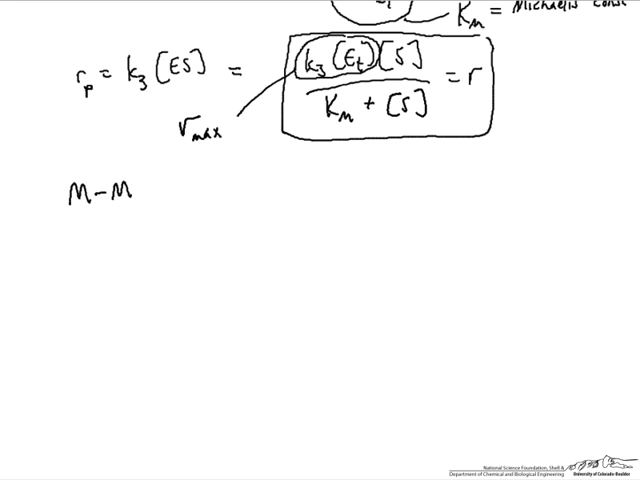 K_M = Michaelis Const
r_p = k_3 [ES] = k_3 [E_t] [S] / K_M + [S] = r
V_max
M-M
National Science Foundation, Shell &
Department of Chemical and Biological Engineering
University of Colorado-Boulder